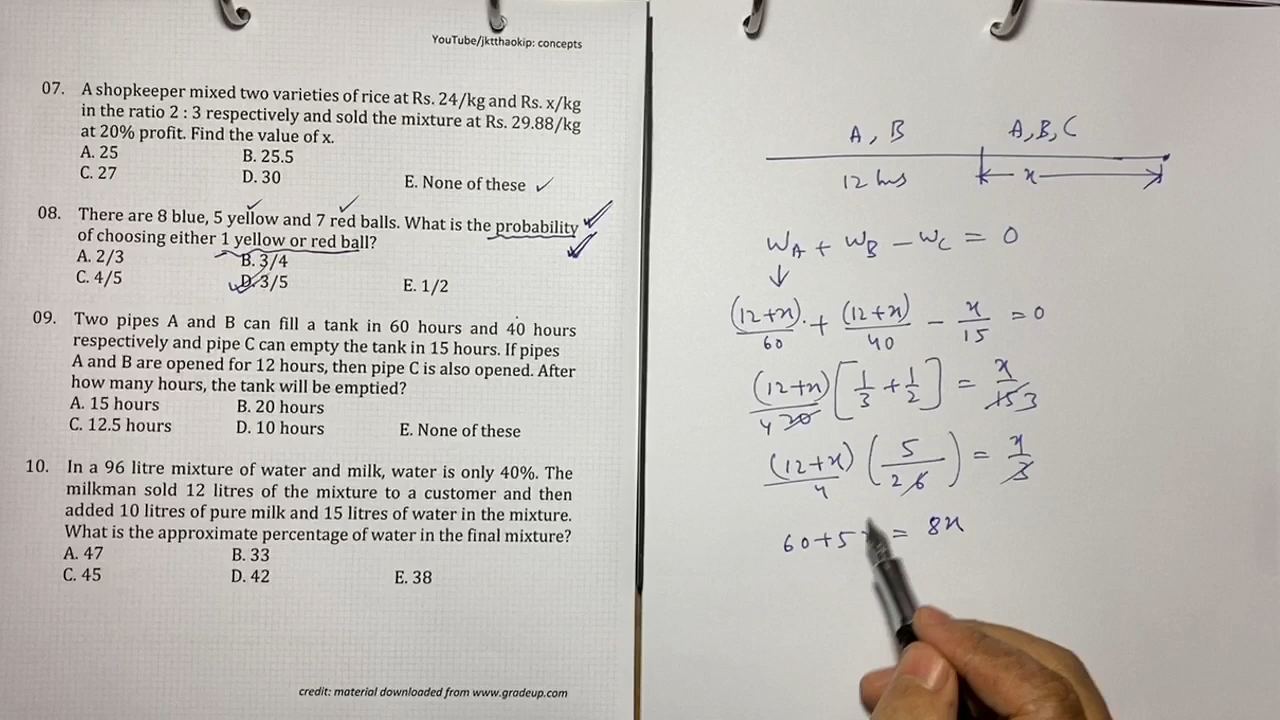 YouTube/jktthaokip: concepts
07. A shopkeeper mixed two varieties of rice at Rs. 24/kg and Rs. x/kg
in the ratio 2 : 3 respectively and sold the mixture at Rs. 29.88/kg
at 20% profit. Find the value of x.
A. 25 B. 25.5
C. 27 D. 30 E. None of these ✓
08. There are 8 blue, 5 yellow and 7 red balls. What is the probability
of choosing either 1 yellow or red ball?
A. 2/3 B. 3/4
C. 4/5 D. 3/5 E. 1/2
09. Two pipes A and B can fill a tank in 60 hours and 40 hours
respectively and pipe C can empty the tank in 15 hours. If pipes
A and B are opened for 12 hours, then pipe C is also opened. After
how many hours, the tank will be emptied?
A. 15 hours B. 20 hours
C. 12.5 hours D. 10 hours E. None of these
10. In a 96 litre mixture of water and milk, water is only 40%. The
milkman sold 12 litres of the mixture to a customer and then
added 10 litres of pure milk and 15 litres of water in the mixture.
What is the approximate percentage of water in the final mixture?
A. 47 B. 33
C. 45 D. 42 E. 38
credit: material downloaded from www.gradeup.com
A, B A, B, C
12 hrs x
W_A + W_B - W_C = 0
(12+x)/60 + (12+x)/40 - x/15 = 0
(12+x)/20 4 [1/3 + 1/2] = x/15 3
(12+x)/4 (5/6 2) = x/3
60+5 = 8x